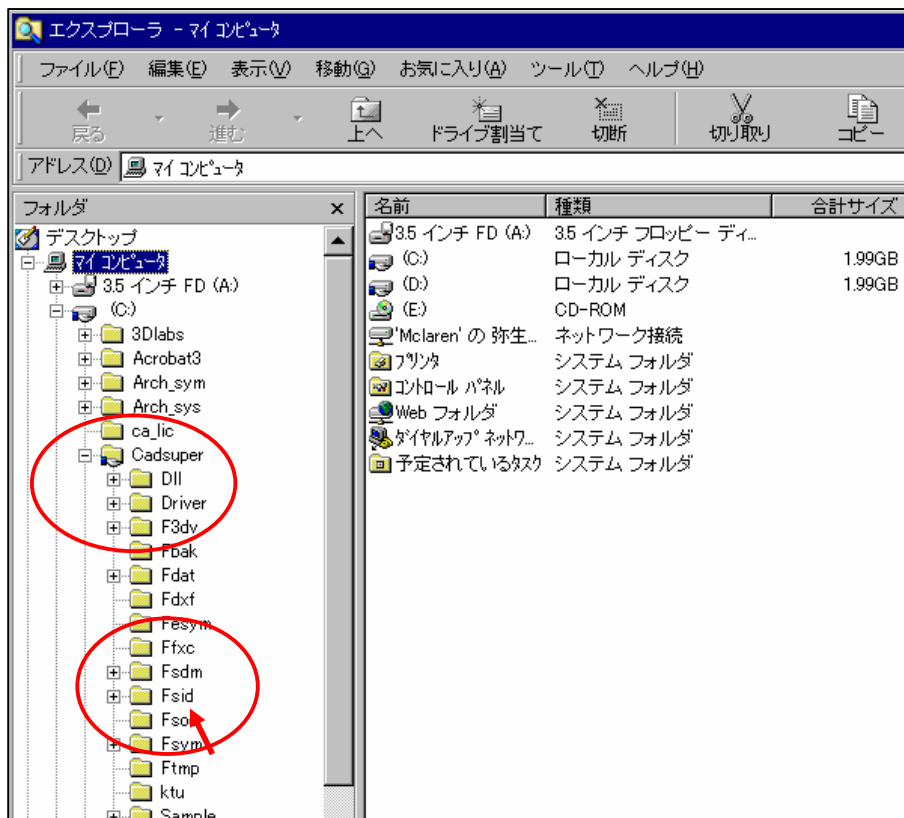 エクスプローラ - マイ コンピュータ
ファイル(F) 編集(E) 表示(V) 移動(G) お気に入り(A) ツール(T) ヘルプ(H)
戻る 進む 上へ ドライブ割当て 切断 切り取り コピー
アドレス(D) マイ コンピュータ
フォルダ ×
デスクトップ
マイ コンピュータ
3.5 インチ FD (A:)
(C:)
3Dlabs
Acrobat3
Arch_sym
Arch_sys
ca_lic
Cadsuper
Dll
Driver
F3dv
Fbak
Fdat
Fdxf
Fesym
Ffxc
Fsdm
Fsid
Fsym
Ftmp
ktu
Sample
名前 種類 合計サイズ
3.5 インチ FD (A:) 3.5 インチ フロッピー ディ...
(C:) ローカル ディスク 1.99GB
(D:) ローカル ディスク 1.99GB
(E:) CD-ROM
'Mclaren' の 弥生... ネットワーク接続
プリンタ システム フォルダ
コントロール パネル システム フォルダ
Web フォルダ システム フォルダ
ダイヤルアップ ネットワ... システム フォルダ
予定されているタスク システム フォルダ